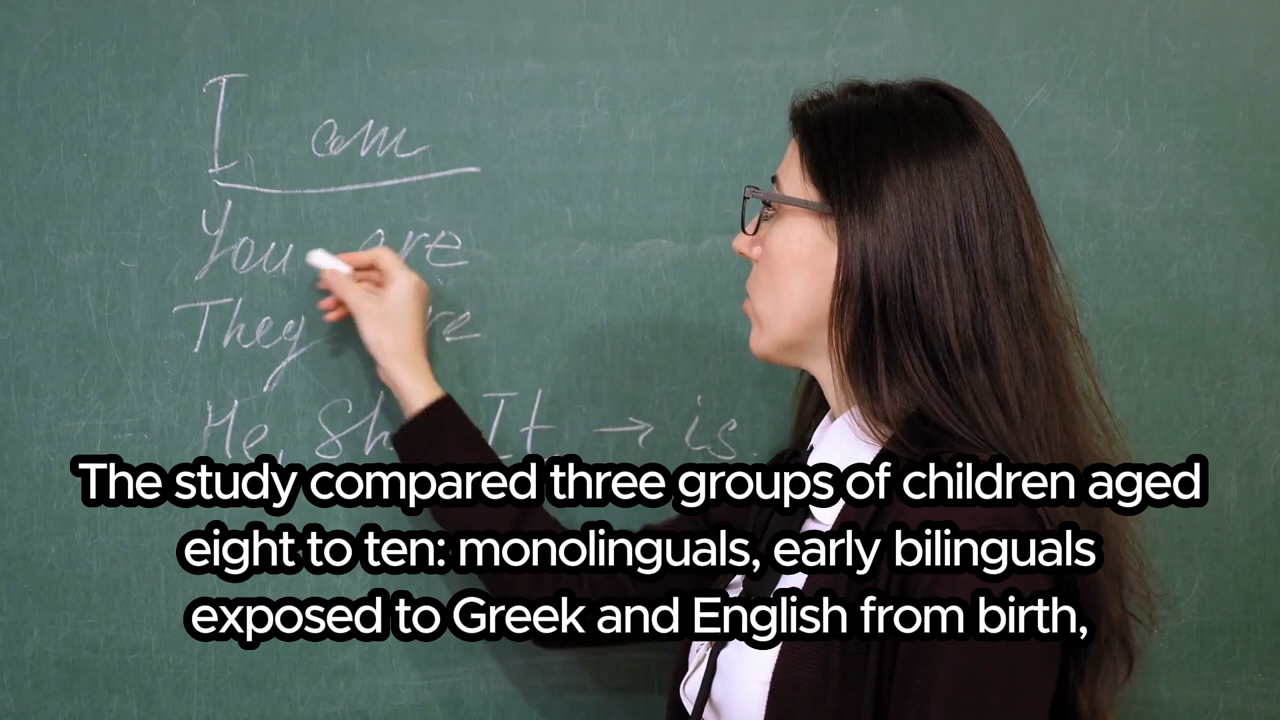 I am
You are
They are
He, She It → is
The study compared three groups of children aged
eight to ten: monolinguals, early bilinguals
exposed to Greek and English from birth,